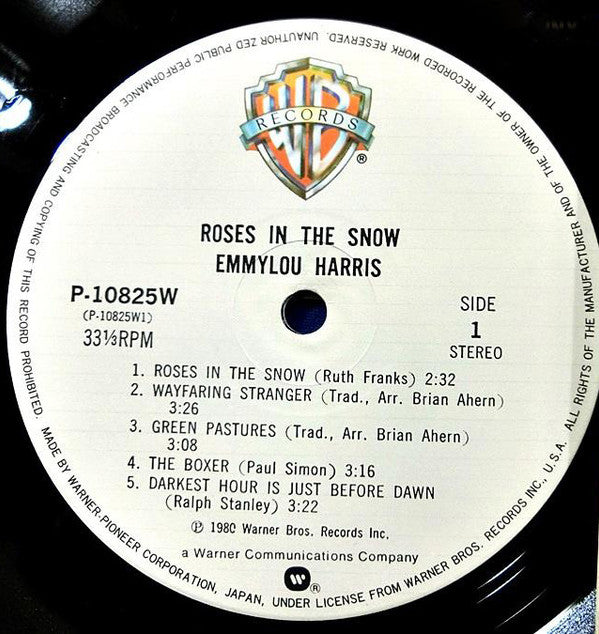 WB
RECORDS
®
ROSES IN THE SNOW
EMMYLOU HARRIS
P-10825W
(P-10825W1)
33⅓RPM
SIDE
1
STEREO
1. ROSES IN THE SNOW (Ruth Franks) 2:32
2. WAYFARING STRANGER (Trad., Arr. Brian Ahern)
3:26
3. GREEN PASTURES (Trad., Arr. Brian Ahern)
3:08
4. THE BOXER (Paul Simon) 3:16
5. DARKEST HOUR IS JUST BEFORE DAWN
(Ralph Stanley) 3:22
℗ 1980 Warner Bros. Records Inc.
a Warner Communications Company
®
MADE BY WARNER-PIONEER CORPORATION, JAPAN, UNDER LICENSE FROM WARNER BROS. RECORDS INC., U.S.A. ALL RIGHTS OF THE MANUFACTURER AND OF THE OWNER OF THE RECORDED WORK RESERVED. UNAUTHORIZED PUBLIC PERFORMANCE BROADCASTING AND COPYING OF THIS RECORD PROHIBITED.